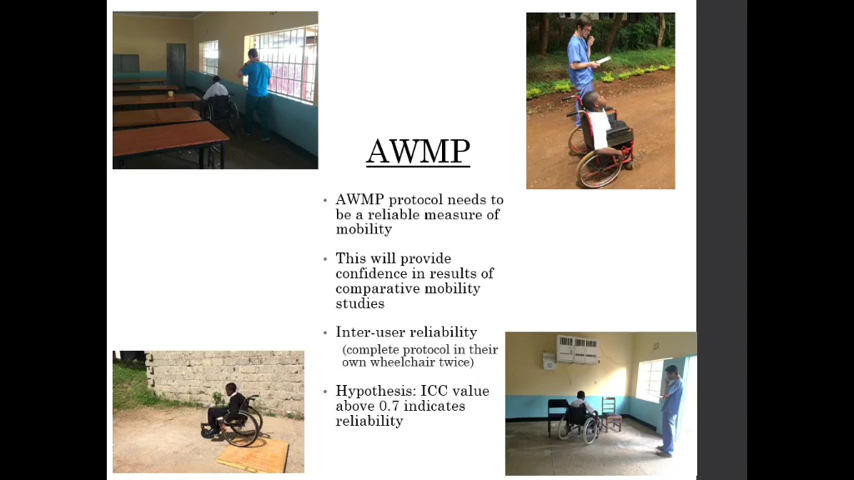 AWMP
• AWMP protocol needs to
be a reliable measure of
mobility
• This will provide
confidence in results of
comparative mobility
studies
• Inter-user reliability
(complete protocol in their
own wheelchair twice)
• Hypothesis: ICC value
above 0.7 indicates
reliability